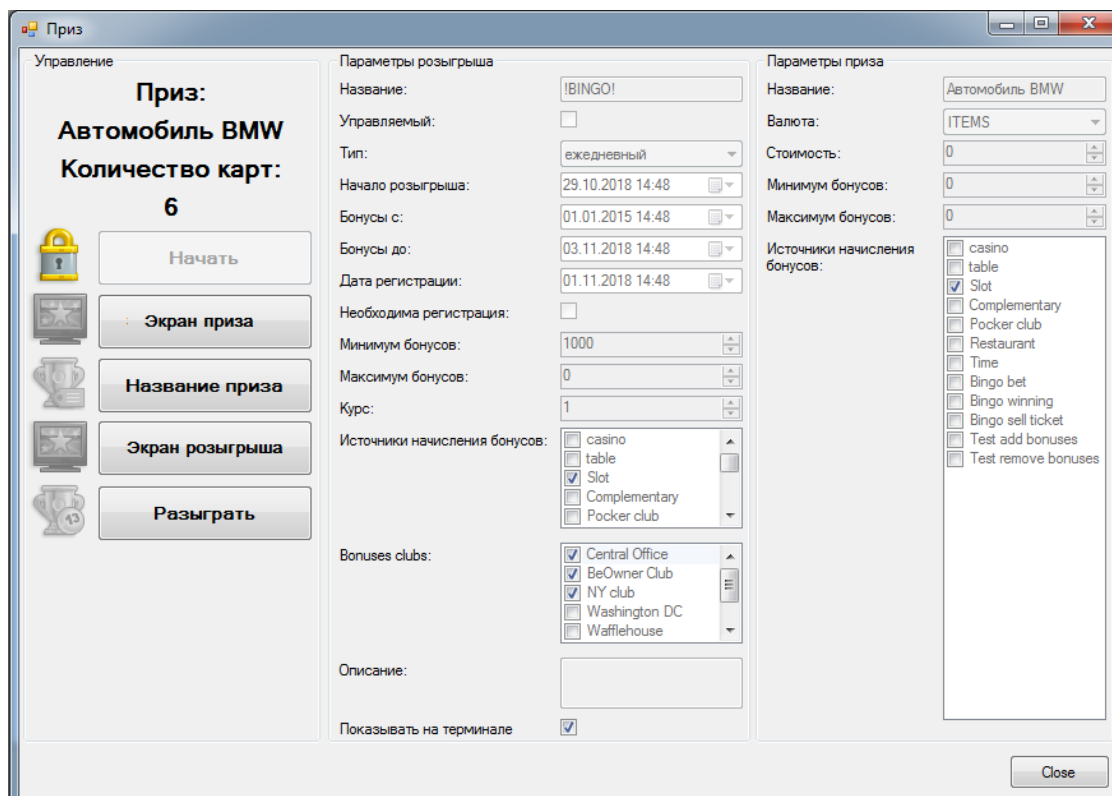 Приз
Управление
Приз:
Автомобиль BMW
Количество карт:
6
Начать
Экран приза
Название приза
Экран розыгрыша
Разыграть
13
Параметры розыгрыша
Название: !BINGO!
Управляемый:
Тип: ежедневный
Начало розыгрыша: 29.10.2018 14:48
Бонусы с: 01.01.2015 14:48
Бонусы до: 03.11.2018 14:48
Дата регистрации: 01.11.2018 14:48
Необходима регистрация:
Минимум бонусов: 1000
Максимум бонусов: 0
Курс: 1
Источники начисления бонусов: casino
table
Slot
Complementary
Pocker club
Bonuses clubs: Central Office
BeOwner Club
NY club
Washington DC
Wafflehouse
Описание:
Показывать на терминале
Параметры приза
Название: Автомобиль BMW
Валюта: ITEMS
Стоимость: 0
Минимум бонусов: 0
Максимум бонусов: 0
Источники начисления
бонусов:
casino
table
Slot
Complementary
Pocker club
Restaurant
Time
Bingo bet
Bingo winning
Bingo sell ticket
Test add bonuses
Test remove bonuses
Close